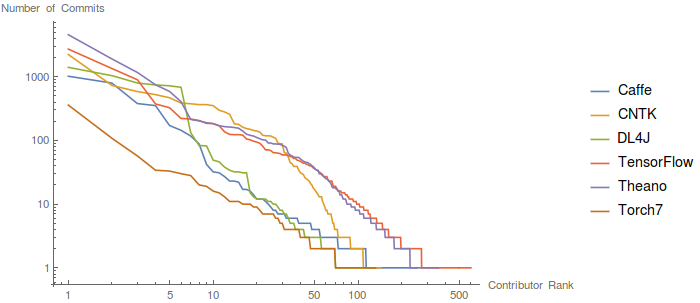 Number of Commits
1000
100
10
1
1
5
10
50
100
500
Contributor Rank
Caffe
CNTK
DL4J
TensorFlow
Theano
Torch7